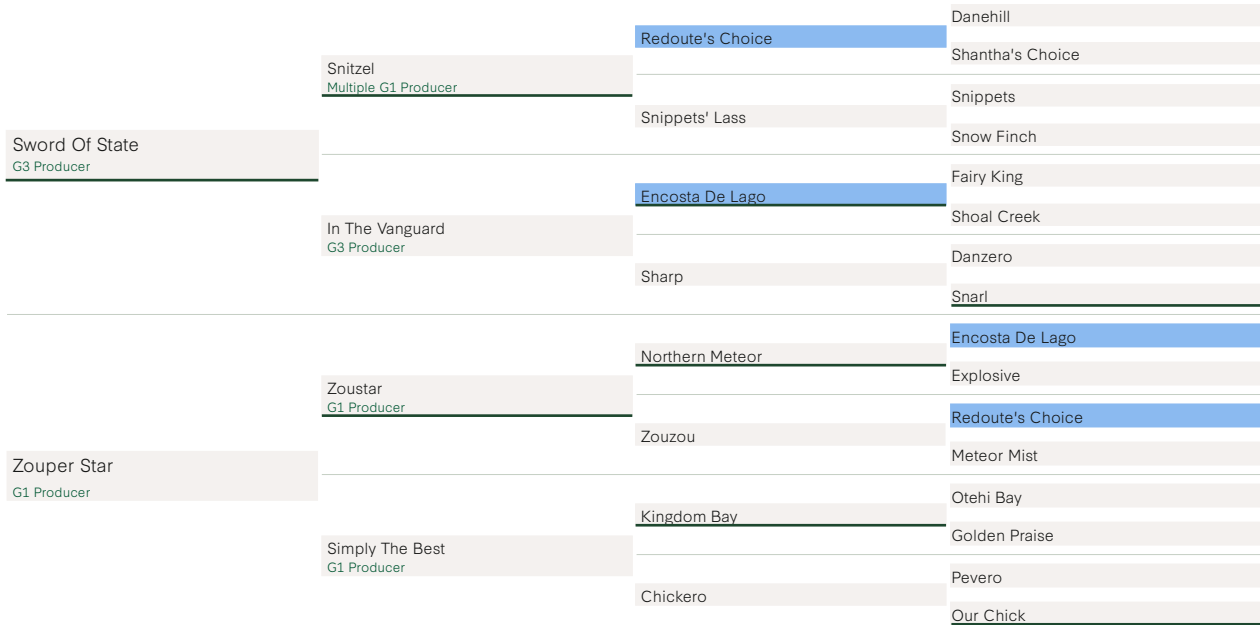 Sword Of State
G3 Producer
Zouper Star
G1 Producer
Snitzel
Multiple G1 Producer
In The Vanguard
G3 Producer
Zoustar
G1 Producer
Simply The Best
G1 Producer
Redoute's Choice
Snippets' Lass
Encosta De Lago
Sharp
Northern Meteor
Zouzou
Kingdom Bay
Chickero
Danehill
Shantha's Choice
Snippets
Snow Finch
Fairy King
Shoal Creek
Danzero
Snarl
Encosta De Lago
Explosive
Redoute's Choice
Meteor Mist
Otehi Bay
Golden Praise
Pevero
Our Chick